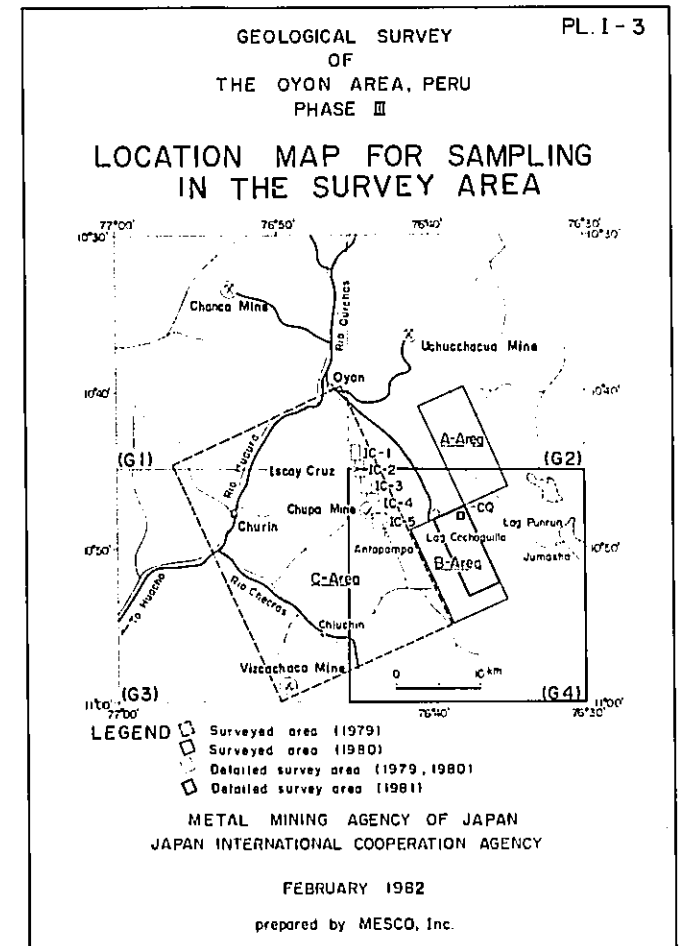 PL. I - 3
GEOLOGICAL SURVEY
OF
THE OYON AREA, PERU
PHASE III
LOCATION MAP FOR SAMPLING
IN THE SURVEY AREA
77°00'
76°50'
76°40'
76°30'
10°30'
10°30'
Chanca Mine
Rio Quichas
Uchucchacua Mine
Oyon
10°40'
10°40'
A-Area
(G1)
Rio Huaura
IC-1
(G2)
Iscay Cruz
IC-2
IC-3
Chupa Mine
IC-4
CQ
Lag Punrun
IC-5
Churin
Lag Cochaquilla
10°50'
Antapampa
10°50'
Jumasha
B-Area
C-Area
To Huacho
Rio Checras
Chiuchin
Vizcachaca Mine
0 10 km
(G3)
(G4)
11°00'
11°00'
77°00'
76°40'
76°30'
LEGEND
Surveyed area (1979)
Surveyed area (1980)
Detailed survey area (1979, 1980)
Detailed survey area (1981)
METAL MINING AGENCY OF JAPAN
JAPAN INTERNATIONAL COOPERATION AGENCY
FEBRUARY 1982
prepared by MESCO, Inc.